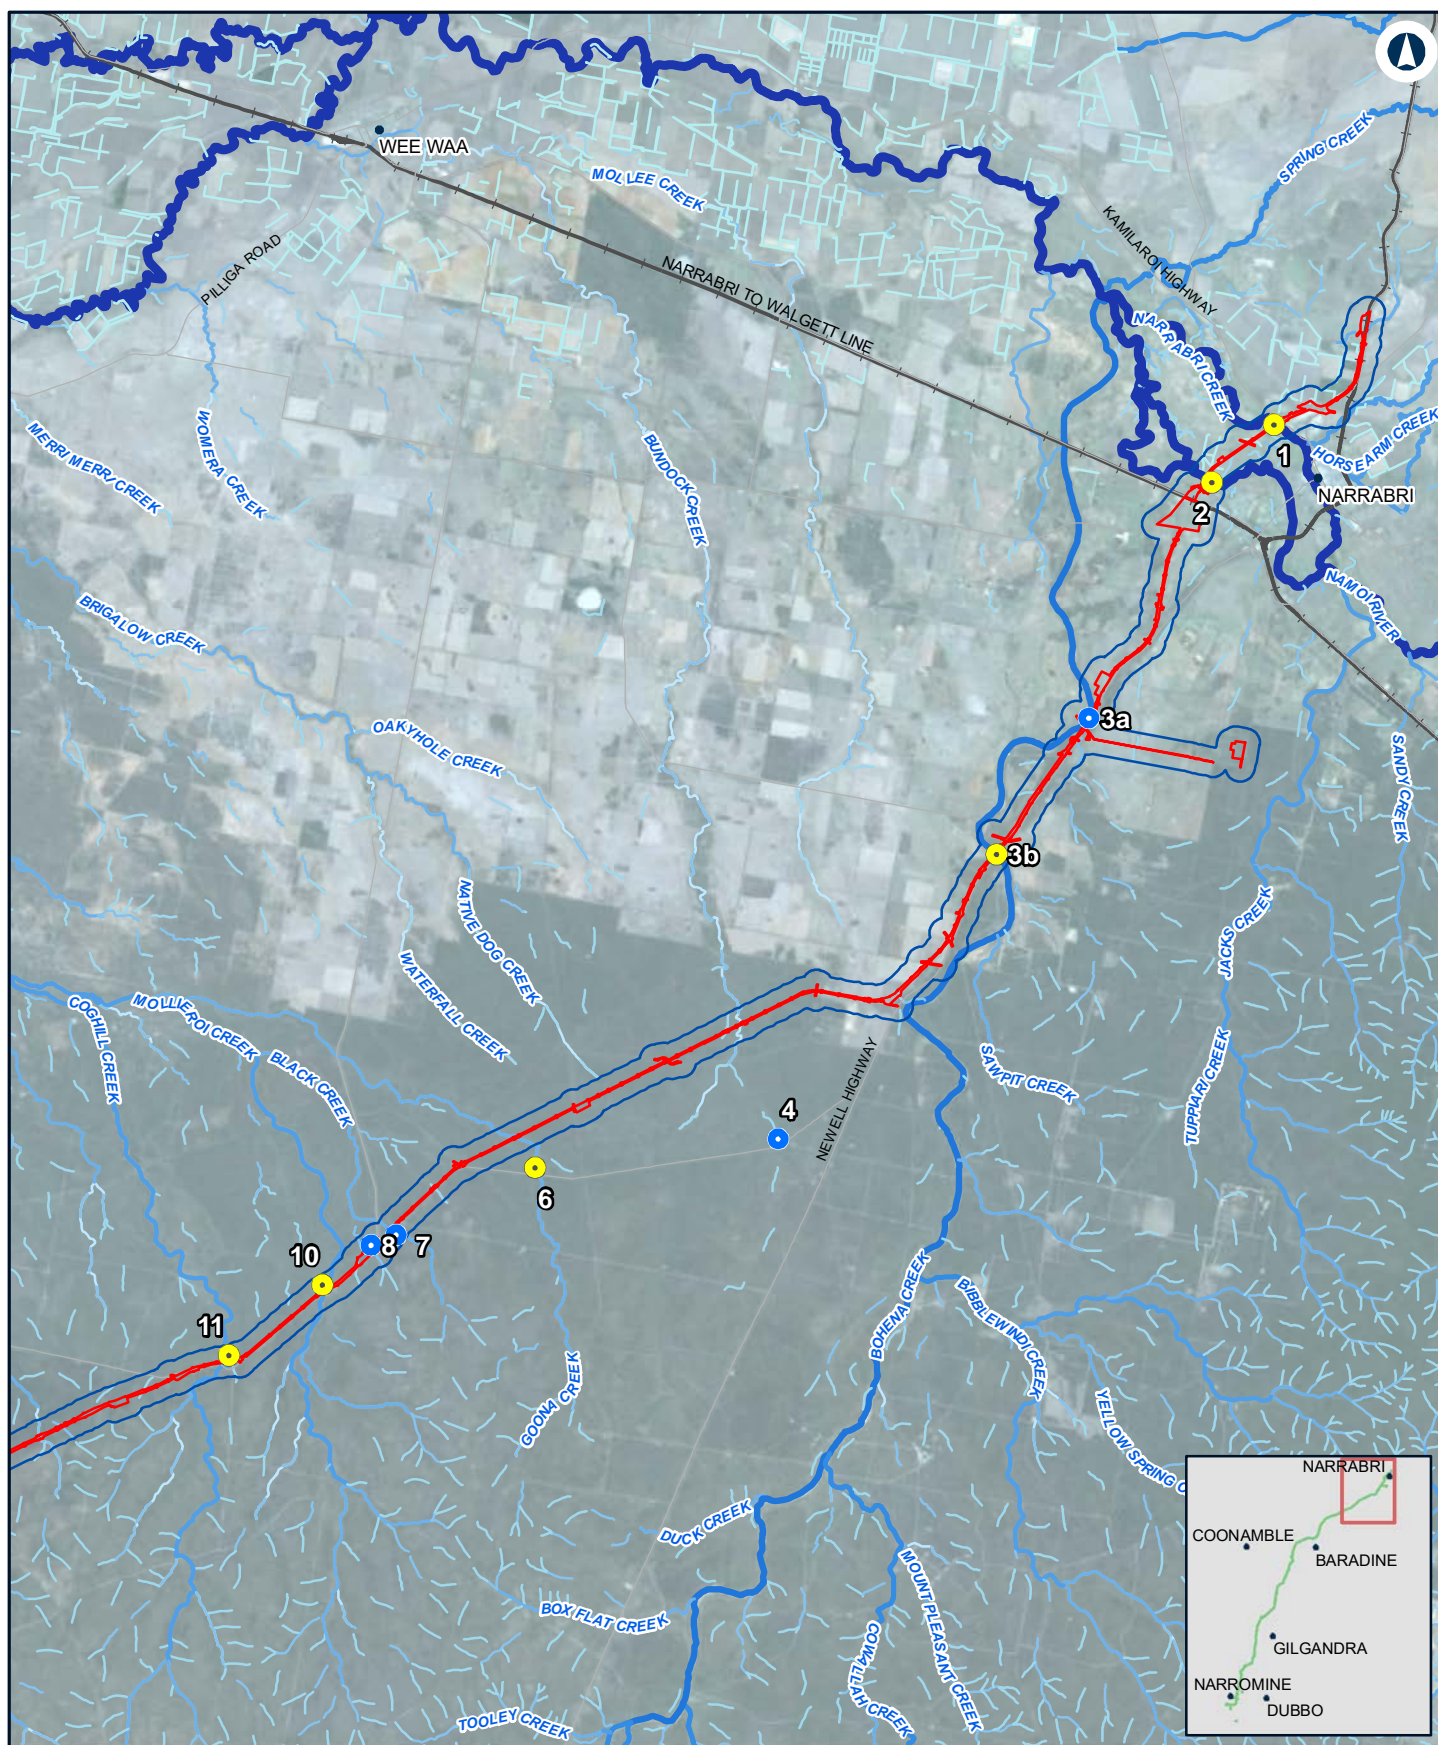 WEE WAA
MOLLEE CREEK
SPRING CREEK
KAMILAROI HIGHWAY
PILLIGA ROAD
NARRABRI TO WALGETT LINE
NARRABRI CREEK
HORSEARM CREEK
1
NARRABRI
2
MERRI MERRI CREEK
WOMERA CREEK
BUNDOCK CREEK
NAMOI RIVER
BRIGALOW CREEK
OAKYHOLE CREEK
3a
SANDY CREEK
3b
NATIVE DOG CREEK
WATERFALL CREEK
JACKS CREEK
COGHILL CREEK
MOLLIEROI CREEK
BLACK CREEK
SAWPIT CREEK
TUPPIARI CREEK
NEWELL HIGHWAY
4
6
7
8
10
11
BOHENA CREEK
BIBBLEWINDI CREEK
GOONA CREEK
YELLOW SPRING C
DUCK CREEK
BOX FLAT CREEK
MOUNT PLEASANT CREEK
COWALLAH CREEK
TOOLEY CREEK
NARRABRI
COONAMBLE
BARADINE
GILGANDRA
NARROMINE
DUBBO